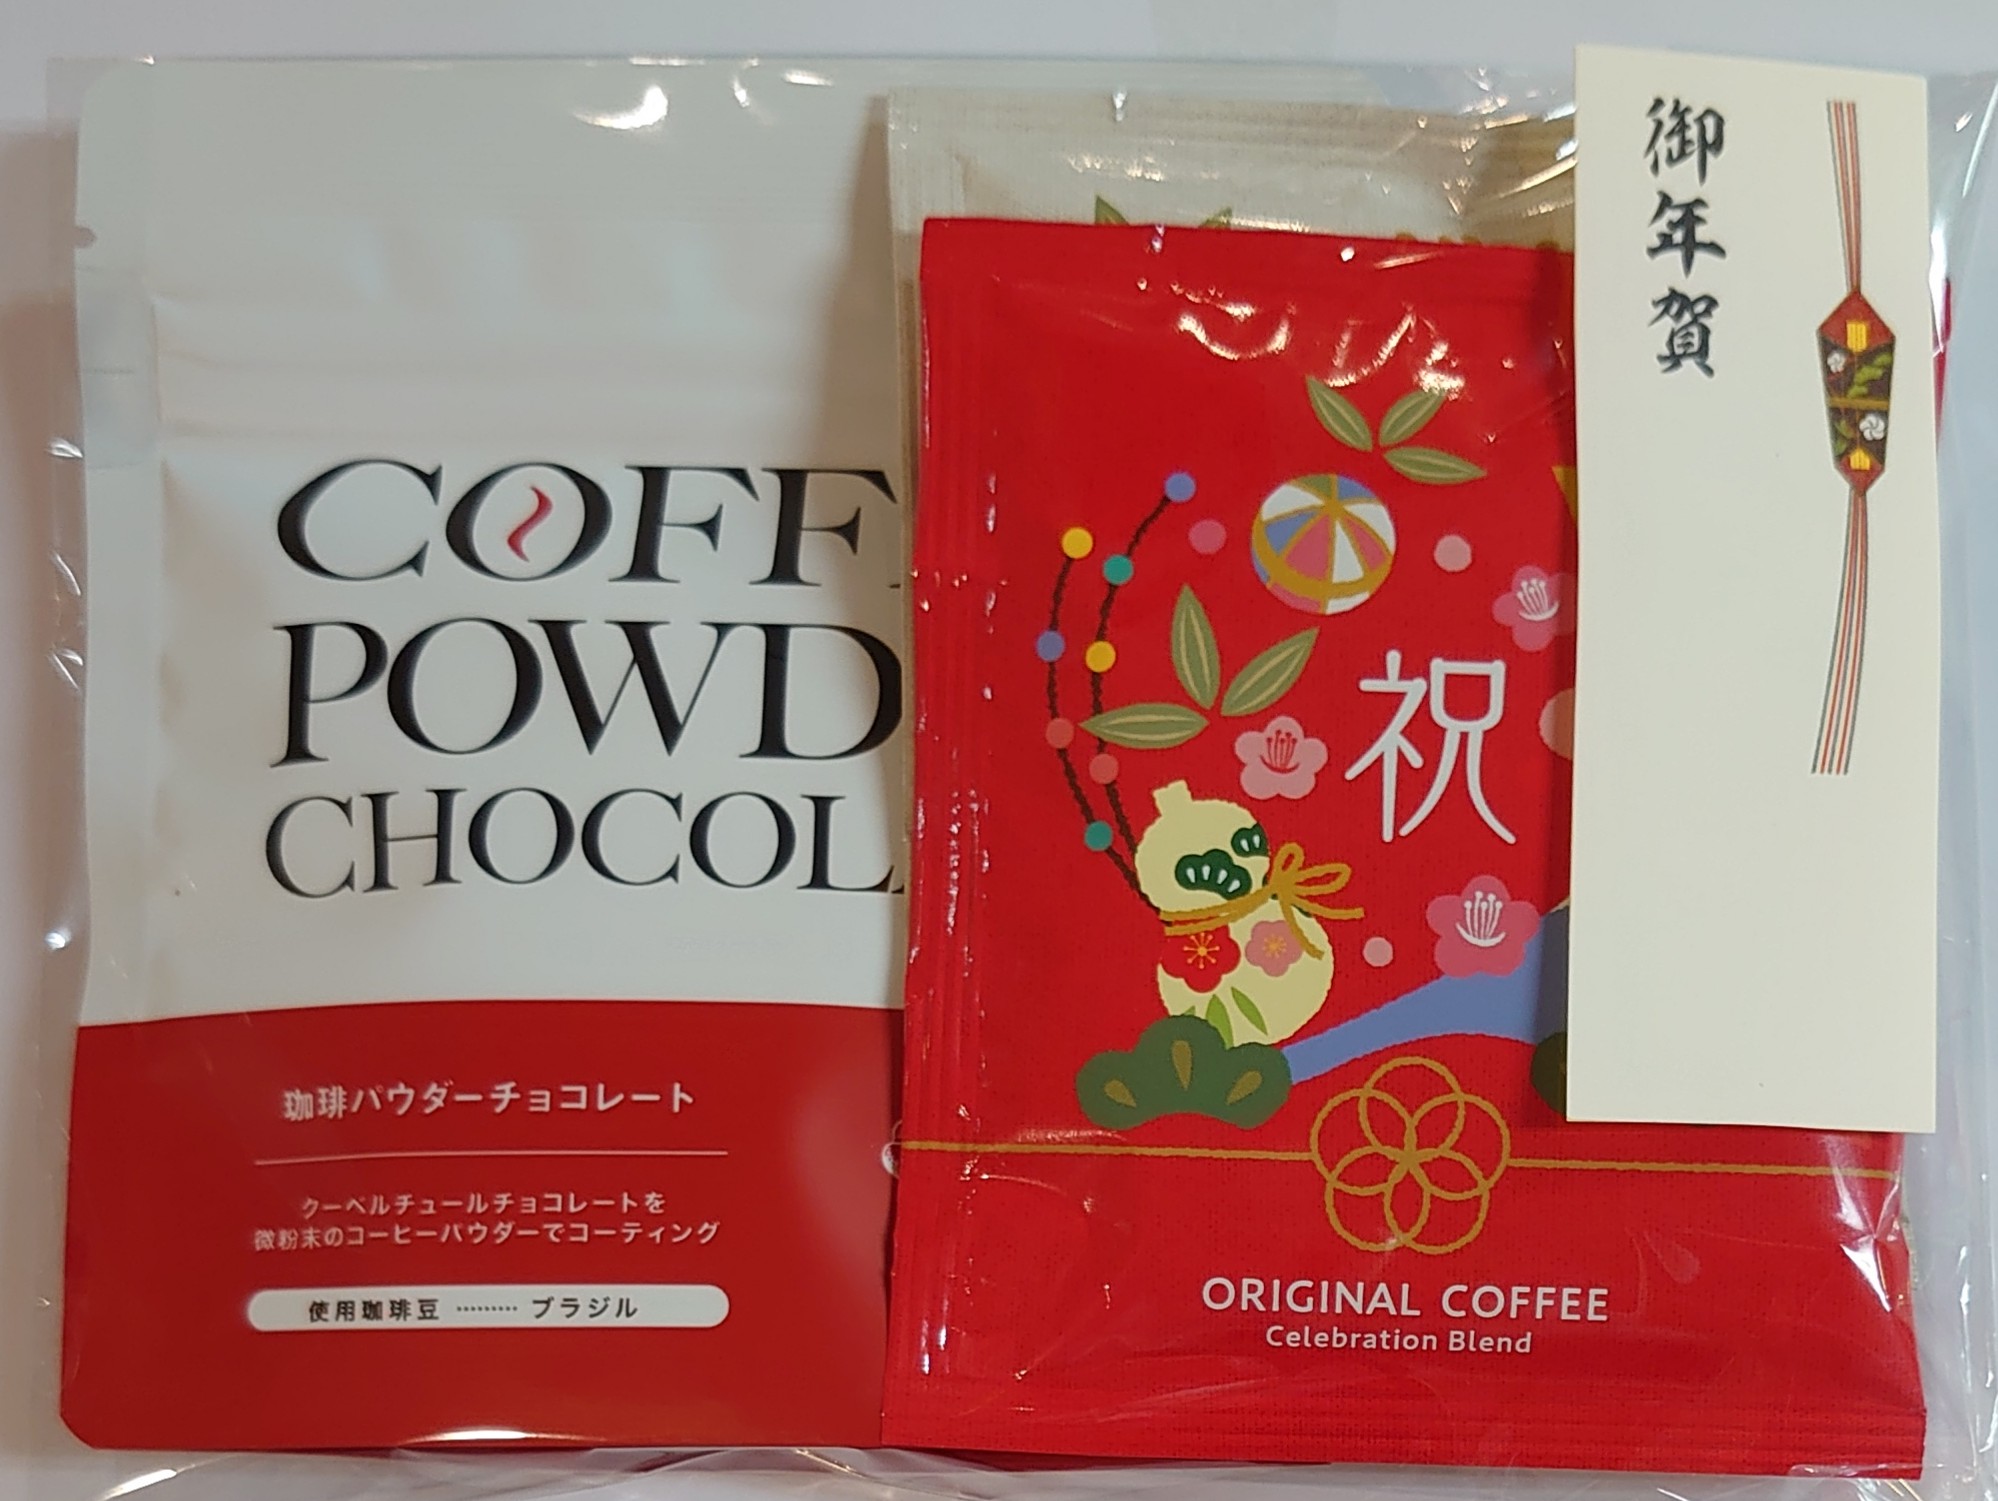 COFF
POWD
CHOCOL
珈琲パウダーチョコレート
クーベルチュールチョコレートを
微粉末のコーヒーパウダーでコーティング
使用珈琲豆 ……… ブラジル
祝
ORIGINAL COFFEE
Celebration Blend
御年賀